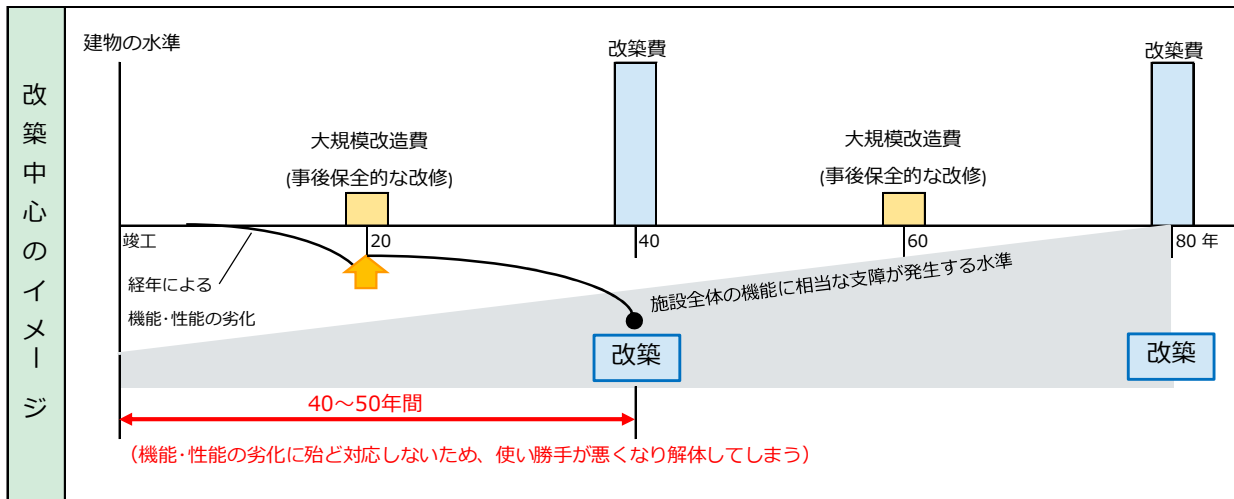 改築中心のイメージ
建物の水準
改築費
改築費
大規模改造費
(事後保全的な改修)
大規模改造費
(事後保全的な改修)
竣工
20
40
60
80 年
経年による
機能・性能の劣化
施設全体の機能に相当な支障が発生する水準
改築
改築
40～50年間
（機能・性能の劣化に殆ど対応しないため、使い勝手が悪くなり解体してしまう）